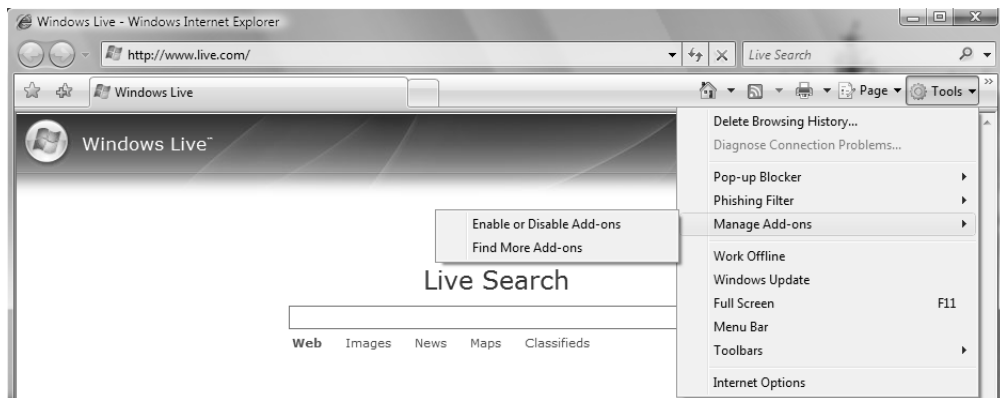 Windows Live - Windows Internet Explorer
http://www.live.com/
Live Search
Windows Live
Page
Tools
»
Windows Live™
Delete Browsing History...
Diagnose Connection Problems...
Pop-up Blocker
Phishing Filter
Manage Add-ons
Enable or Disable Add-ons
Find More Add-ons
Work Offline
Windows Update
Full Screen F11
Menu Bar
Toolbars
Internet Options
Live Search
Web Images News Maps Classifieds